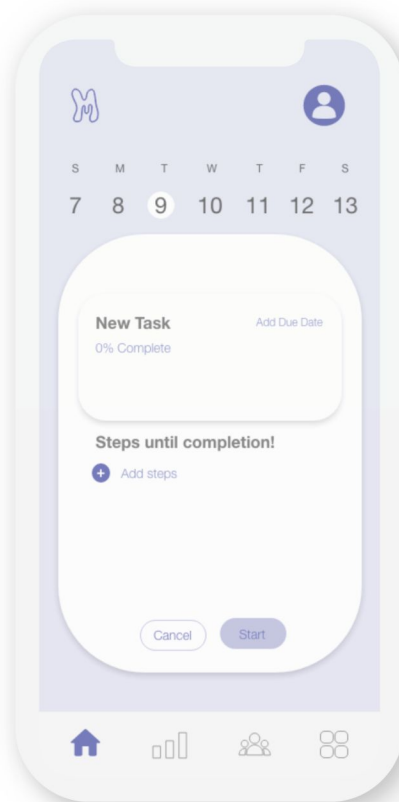 S M T W T F S
7 8 9 10 11 12 13
New Task Add Due Date
0% Complete
Steps until completion!
+ Add steps
Cancel Start